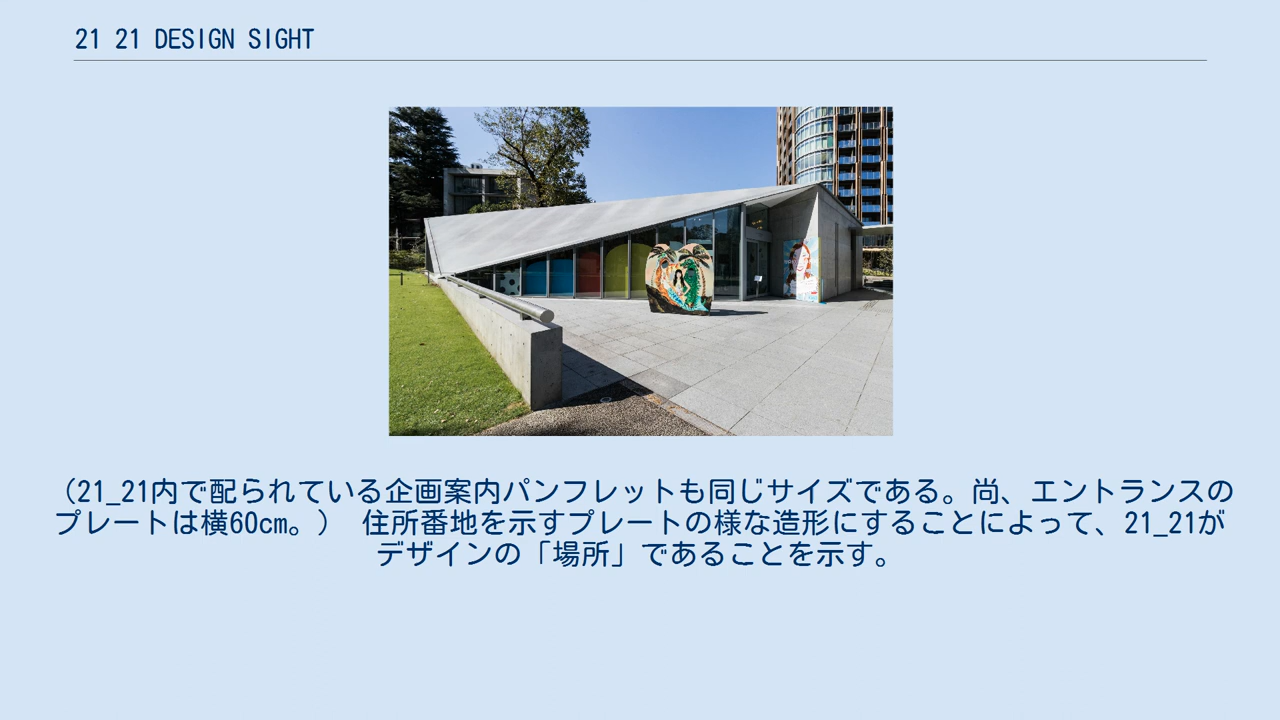 21 21 DESIGN SIGHT
（21_21内で配られている企画案内パンフレットも同じサイズである。尚、エントランスの
プレートは横60cm。） 住所番地を示すプレートの様な造形にすることによって、21_21が
デザインの「場所」であることを示す。